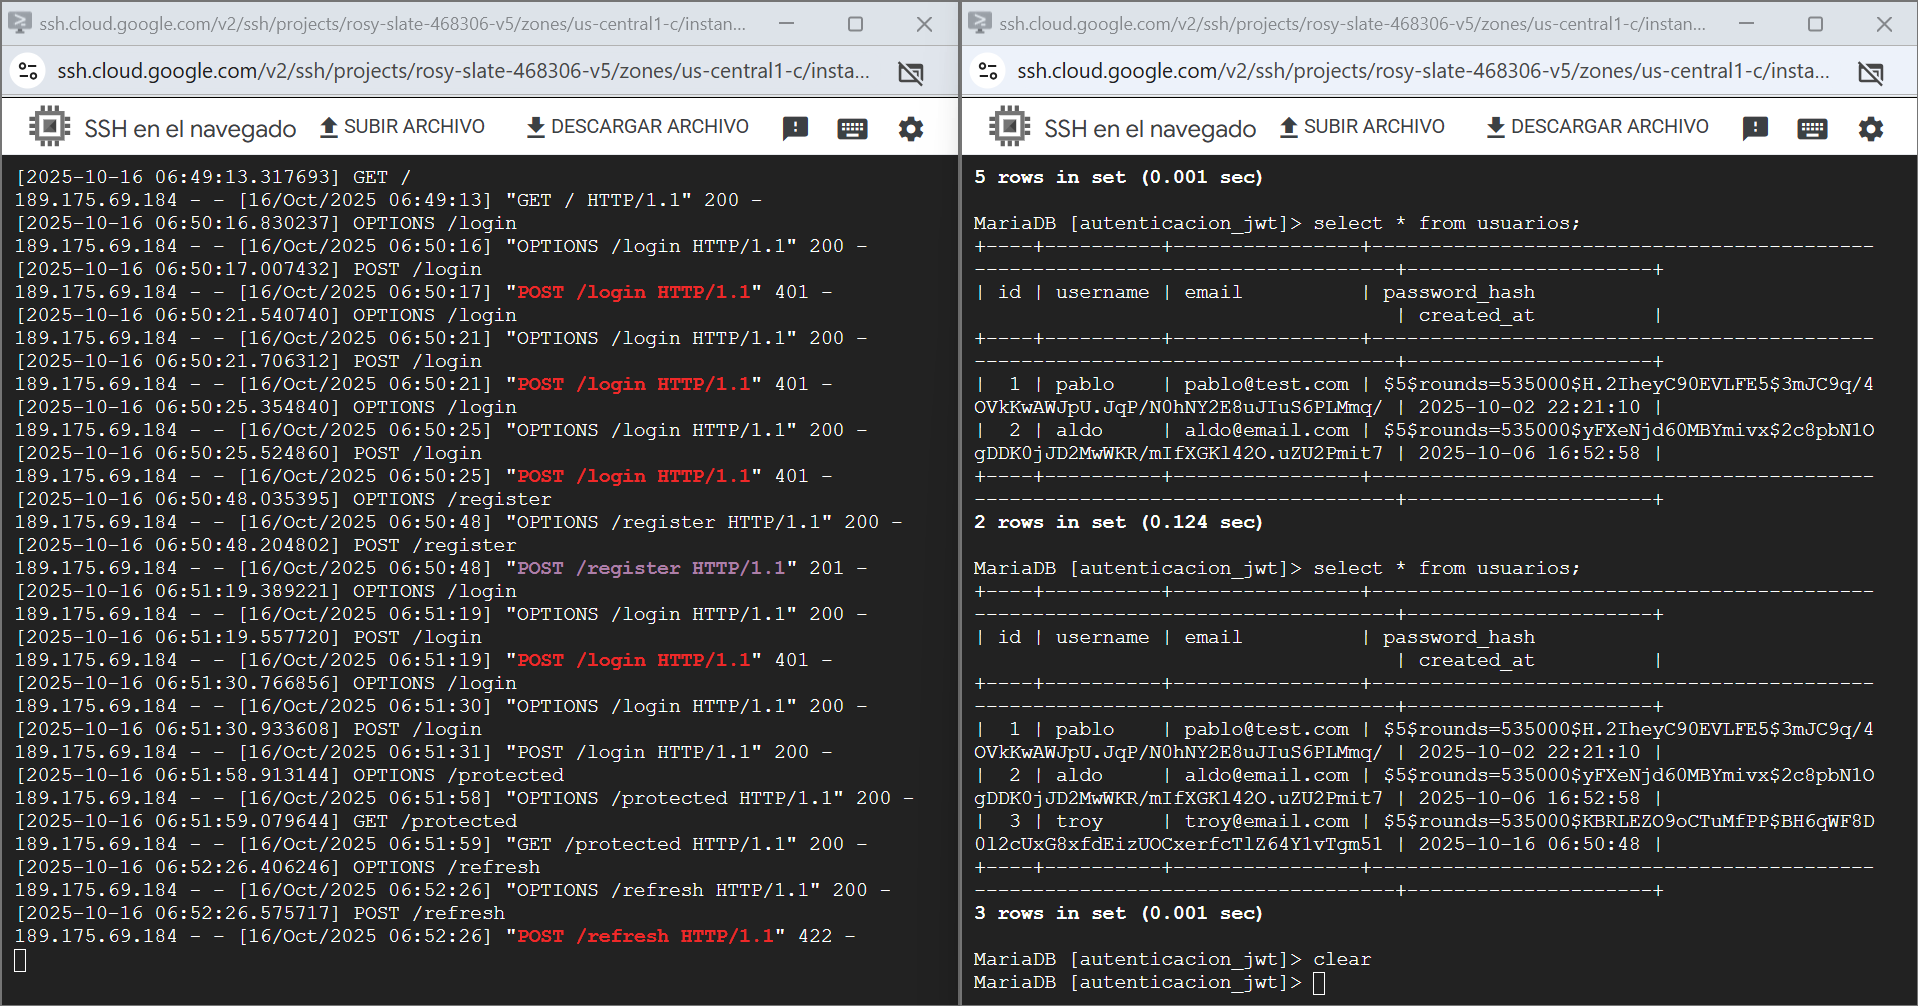 ssh.cloud.google.com/v2/ssh/projects/rosy-slate-468306-v5/zones/us-central1-c/instan...
ssh.cloud.google.com/v2/ssh/projects/rosy-slate-468306-v5/zones/us-central1-c/insta...
SSH en el navegado
SUBIR ARCHIVO
DESCARGAR ARCHIVO
[2025-10-16 06:49:13.317693] GET /
189.175.69.184 - - [16/Oct/2025 06:49:13] "GET / HTTP/1.1" 200 -
[2025-10-16 06:50:16.830237] OPTIONS /login
189.175.69.184 - - [16/Oct/2025 06:50:16] "OPTIONS /login HTTP/1.1" 200 -
[2025-10-16 06:50:17.007432] POST /login
189.175.69.184 - - [16/Oct/2025 06:50:17] "POST /login HTTP/1.1" 401 -
[2025-10-16 06:50:21.540740] OPTIONS /login
189.175.69.184 - - [16/Oct/2025 06:50:21] "OPTIONS /login HTTP/1.1" 200 -
[2025-10-16 06:50:21.706312] POST /login
189.175.69.184 - - [16/Oct/2025 06:50:21] "POST /login HTTP/1.1" 401 -
[2025-10-16 06:50:25.354840] OPTIONS /login
189.175.69.184 - - [16/Oct/2025 06:50:25] "OPTIONS /login HTTP/1.1" 200 -
[2025-10-16 06:50:25.524860] POST /login
189.175.69.184 - - [16/Oct/2025 06:50:25] "POST /login HTTP/1.1" 401 -
[2025-10-16 06:50:48.035395] OPTIONS /register
189.175.69.184 - - [16/Oct/2025 06:50:48] "OPTIONS /register HTTP/1.1" 200 -
[2025-10-16 06:50:48.204802] POST /register
189.175.69.184 - - [16/Oct/2025 06:50:48] "POST /register HTTP/1.1" 201 -
[2025-10-16 06:51:19.389221] OPTIONS /login
189.175.69.184 - - [16/Oct/2025 06:51:19] "OPTIONS /login HTTP/1.1" 200 -
[2025-10-16 06:51:19.557720] POST /login
189.175.69.184 - - [16/Oct/2025 06:51:19] "POST /login HTTP/1.1" 401 -
[2025-10-16 06:51:30.766856] OPTIONS /login
189.175.69.184 - - [16/Oct/2025 06:51:30] "OPTIONS /login HTTP/1.1" 200 -
[2025-10-16 06:51:30.933608] POST /login
189.175.69.184 - - [16/Oct/2025 06:51:31] "POST /login HTTP/1.1" 200 -
[2025-10-16 06:51:58.913144] OPTIONS /protected
189.175.69.184 - - [16/Oct/2025 06:51:58] "OPTIONS /protected HTTP/1.1" 200 -
[2025-10-16 06:51:59.079644] GET /protected
189.175.69.184 - - [16/Oct/2025 06:51:59] "GET /protected HTTP/1.1" 200 -
[2025-10-16 06:52:26.406246] OPTIONS /refresh
189.175.69.184 - - [16/Oct/2025 06:52:26] "OPTIONS /refresh HTTP/1.1" 200 -
[2025-10-16 06:52:26.575717] POST /refresh
189.175.69.184 - - [16/Oct/2025 06:52:26] "POST /refresh HTTP/1.1" 422 -
ssh.cloud.google.com/v2/ssh/projects/rosy-slate-468306-v5/zones/us-central1-c/instan...
ssh.cloud.google.com/v2/ssh/projects/rosy-slate-468306-v5/zones/us-central1-c/insta...
SSH en el navegado
SUBIR ARCHIVO
DESCARGAR ARCHIVO
5 rows in set (0.001 sec)
MariaDB [autenticacion_jwt]> select * from usuarios;
+----+----------+----------------+-------------------------------------------
------------------------------------+---------------------+
| id | username | email          | password_hash
                                    | created_at          |
+----+----------+----------------+-------------------------------------------
------------------------------------+---------------------+
|  1 | pablo    | pablo@test.com | $5$rounds=535000$H.2IheyC90EVLFE5$3mJC9q/4
OVkKwAWJpU.JqP/N0hNY2E8uJIuS6PLMmq/ | 2025-10-02 22:21:10 |
|  2 | aldo     | aldo@email.com | $5$rounds=535000$yFXeNjd60MBYmivx$2c8pbN1O
gDDK0jJD2MwWKR/mIfXGKl42O.uZU2Pmit7 | 2025-10-06 16:52:58 |
+----+----------+----------------+-------------------------------------------
------------------------------------+---------------------+
2 rows in set (0.124 sec)
MariaDB [autenticacion_jwt]> select * from usuarios;
+----+----------+----------------+-------------------------------------------
------------------------------------+---------------------+
| id | username | email          | password_hash
                                    | created_at          |
+----+----------+----------------+-------------------------------------------
------------------------------------+---------------------+
|  1 | pablo    | pablo@test.com | $5$rounds=535000$H.2IheyC90EVLFE5$3mJC9q/4
OVkKwAWJpU.JqP/N0hNY2E8uJIuS6PLMmq/ | 2025-10-02 22:21:10 |
|  2 | aldo     | aldo@email.com | $5$rounds=535000$yFXeNjd60MBYmivx$2c8pbN1O
gDDK0jJD2MwWKR/mIfXGKl42O.uZU2Pmit7 | 2025-10-06 16:52:58 |
|  3 | troy     | troy@email.com | $5$rounds=535000$KBRLEZO9oCTuMfPP$BH6qWF8D
0l2cUxG8xfdEizUOCxerfcTlZ64Y1vTgm51 | 2025-10-16 06:50:48 |
+----+----------+----------------+-------------------------------------------
------------------------------------+---------------------+
3 rows in set (0.001 sec)
MariaDB [autenticacion_jwt]> clear
MariaDB [autenticacion_jwt]>